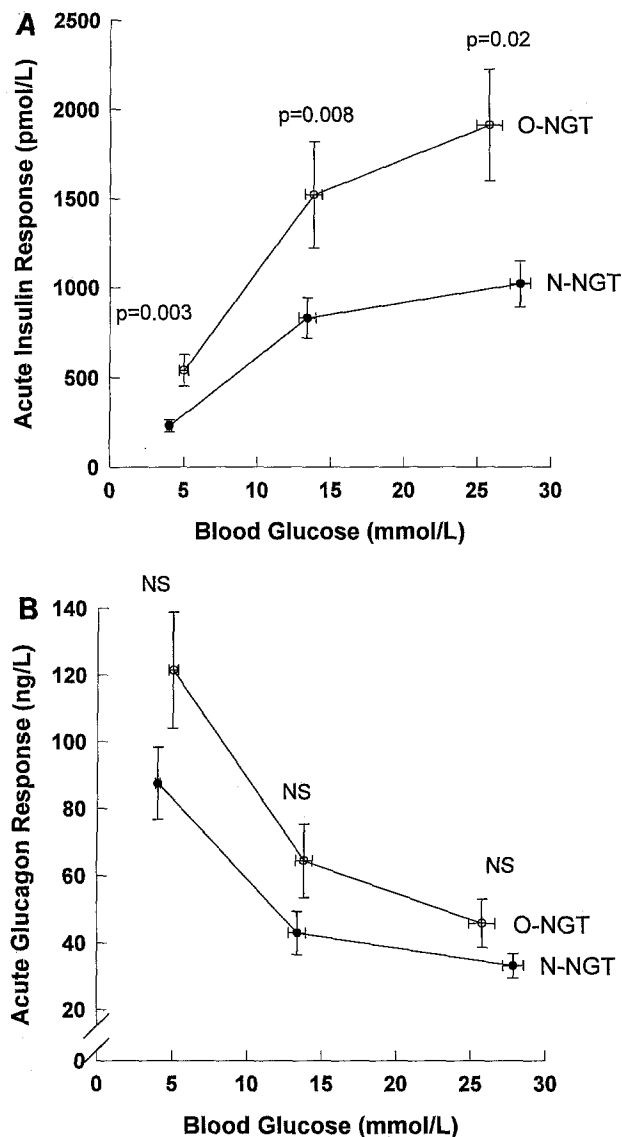 A
p=0.02
2500
p=0.008
2000
O-NGT
1500
N-NGT
1000
p=0.003
500
0
Acute Insulin Response (pmol/L)
0 5 10 15 20 25 30
Blood Glucose (mmol/L)
B
NS
140
120
100
NS
80
NS
60
O-NGT
40
N-NGT
20
0
Acute Glucagon Response (ng/L)
0 5 10 15 20 25 30
Blood Glucose (mmol/L)